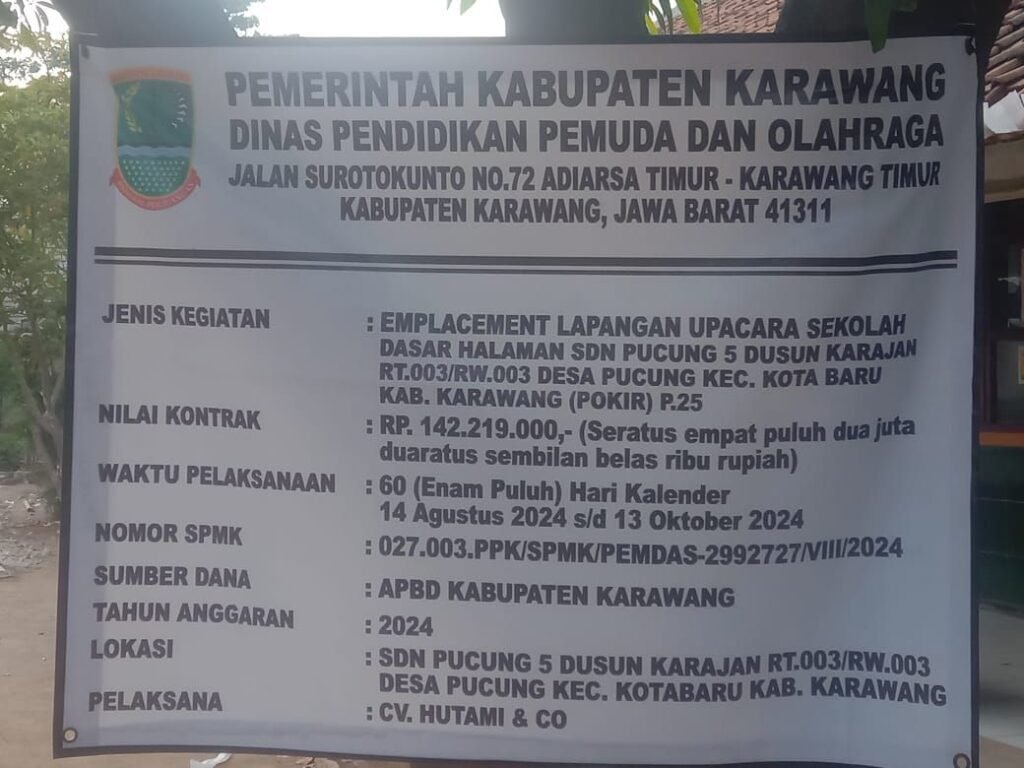 PEMERINTAH KABUPATEN KARAWANG
DINAS PENDIDIKAN PEMUDA DAN OLAHRAGA
JALAN SUROTOKUNTO NO.72 ADIARSA TIMUR - KARAWANG TIMUR
KABUPATEN KARAWANG, JAWA BARAT 41311
JENIS KEGIATAN : EMPLACEMENT LAPANGAN UPACARA SEKOLAH
DASAR HALAMAN SDN PUCUNG 5 DUSUN KARAJAN
RT.003/RW.003 DESA PUCUNG KEC. KOTA BARU
KAB. KARAWANG (POKIR) P.25
NILAI KONTRAK : RP. 142.219.000,- (Seratus empat puluh dua juta
duaratus sembilan belas ribu rupiah)
WAKTU PELAKSANAAN : 60 (Enam Puluh) Hari Kalender
14 Agustus 2024 s/d 13 Oktober 2024
NOMOR SPMK : 027.003.PPK/SPMK/PEMDAS-2992727/VIII/2024
SUMBER DANA : APBD KABUPATEN KARAWANG
TAHUN ANGGARAN : 2024
LOKASI : SDN PUCUNG 5 DUSUN KARAJAN RT.003/RW.003
DESA PUCUNG KEC. KOTABARU KAB. KARAWANG
PELAKSANA : CV. HUTAMI & CO